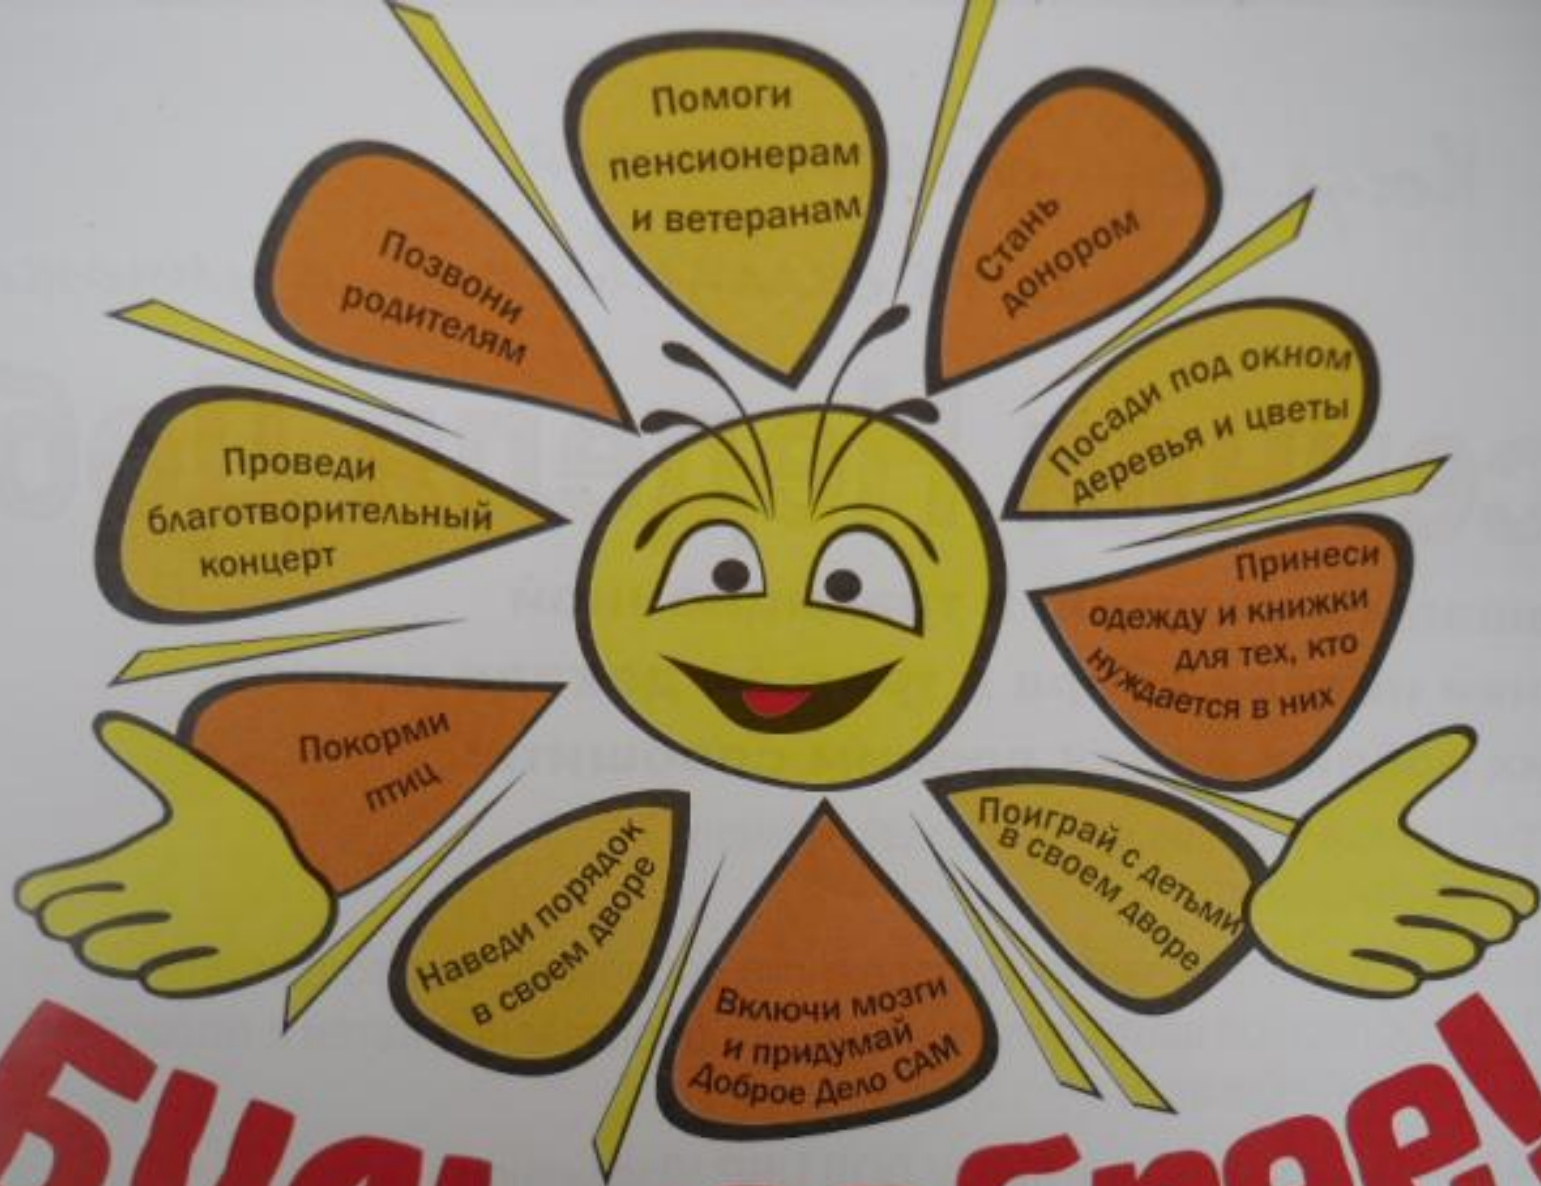 Помоги
пенсионерам
и ветеранам
Стань
донором
Посади под окном
деревья и цветы
Принеси
одежду и книжки
для тех, кто
нуждается в них
Поиграй с детьми
в своем дворе
Включи мозги
и придумай
Доброе Дело САМ
Наведи порядок
в своем дворе
Покорми
птиц
Проведи
благотворительный
концерт
Позвони
родителям